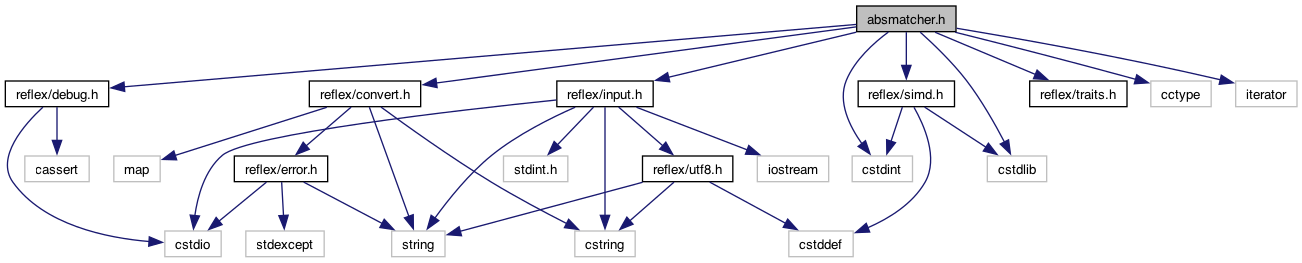 absmatcher.h
reflex/debug.h
reflex/convert.h
reflex/input.h
reflex/simd.h
reflex/traits.h
cctype
iterator
cassert
map
reflex/error.h
stdint.h
reflex/utf8.h
iostream
cstdint
cstdlib
cstdio
stdexcept
string
cstring
cstddef